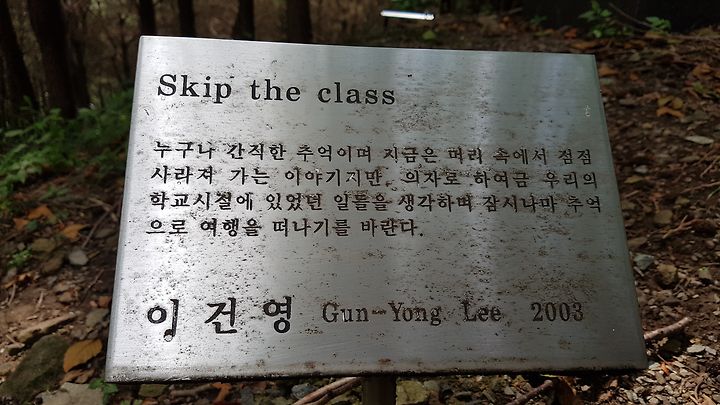 Skip the class
누구나 간직한 추억이며 지금은 머리 속에서 점점
사라져 가는 이야기지만, 의자로 하여금 우리의
학교시절에 있었던 일들을 생각하며 잠시나마 추억
으로 여행을 떠나기를 바란다.
이건영 Gun-Yong Lee 2003